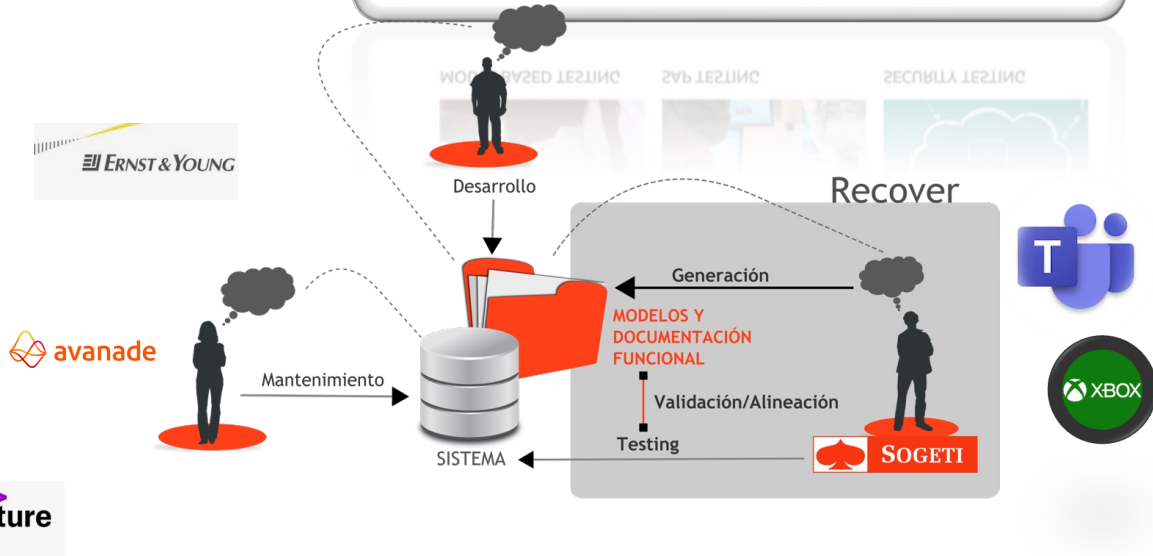 MODEL BASED TESTING
SAP TESTING
SECURITY TESTING
ERNST & YOUNG
Desarrollo
Recover
T
Generación
MODELOS Y
DOCUMENTACIÓN
FUNCIONAL
avanade
Mantenimiento
Validación/Alineación
XBOX
Testing
SISTEMA
SOGETI
ture